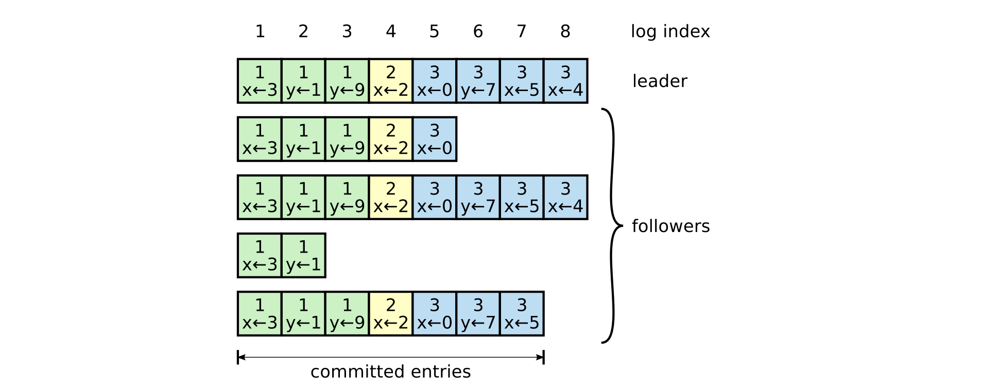 1 2 3 4 5 6 7 8 log index
1 1 1 2 3 3 3 3
x←3 y←1 y←9 x←2 x←0 y←7 x←5 x←4
leader
1 1 1 2 3
x←3 y←1 y←9 x←2 x←0
1 1 1 2 3 3 3 3
x←3 y←1 y←9 x←2 x←0 y←7 x←5 x←4
followers
1 1
x←3 y←1
1 1 1 2 3 3 3
x←3 y←1 y←9 x←2 x←0 y←7 x←5
committed entries